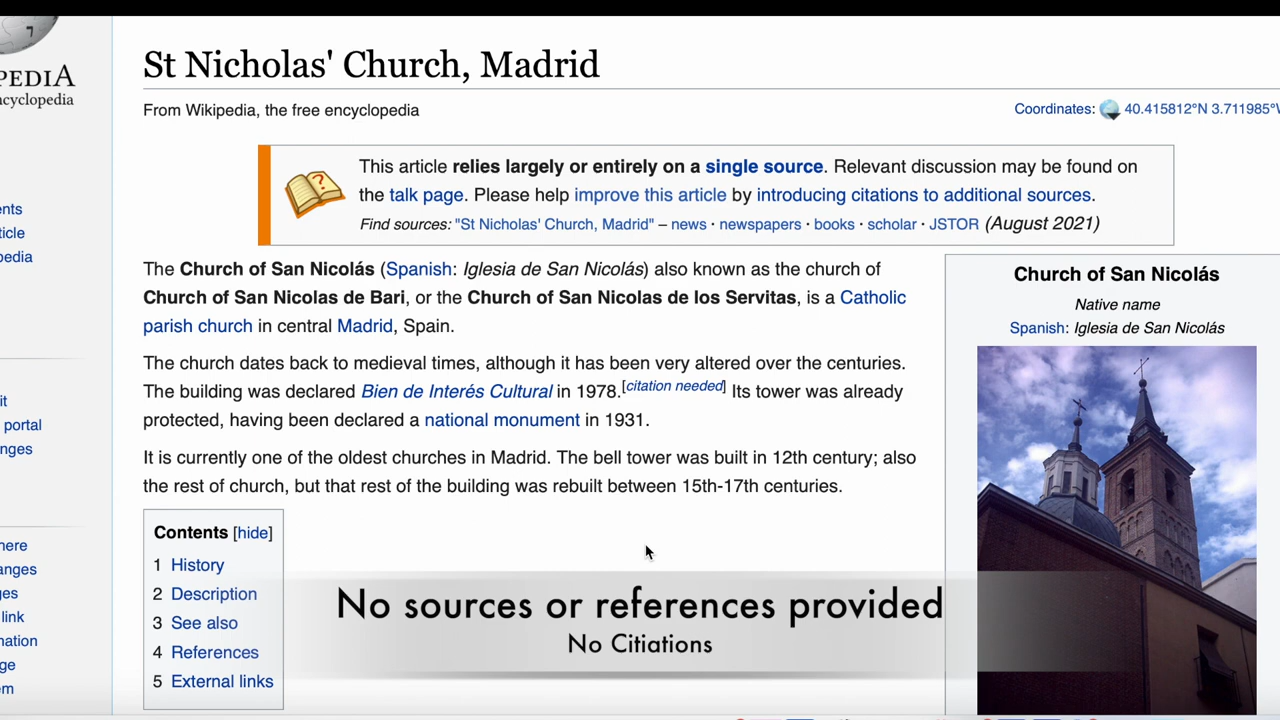 PEDIA
ncyclopedia
ents
ticle
pedia
it
portal
nges
here
anges
ges
link
mation
ge
em
St Nicholas' Church, Madrid
From Wikipedia, the free encyclopedia
Coordinates: 40.415812°N 3.711985°W
This article relies largely or entirely on a single source. Relevant discussion may be found on
the talk page. Please help improve this article by introducing citations to additional sources.
Find sources: "St Nicholas' Church, Madrid" – news · newspapers · books · scholar · JSTOR (August 2021)
The Church of San Nicolás (Spanish: Iglesia de San Nicolás) also known as the church of
Church of San Nicolas de Bari, or the Church of San Nicolas de los Servitas, is a Catholic
parish church in central Madrid, Spain.
The church dates back to medieval times, although it has been very altered over the centuries.
The building was declared Bien de Interés Cultural in 1978.[citation needed] Its tower was already
protected, having been declared a national monument in 1931.
It is currently one of the oldest churches in Madrid. The bell tower was built in 12th century; also
the rest of church, but that rest of the building was rebuilt between 15th-17th centuries.
Church of San Nicolás
Native name
Spanish: Iglesia de San Nicolás
Contents [hide]
1 History
2 Description
3 See also
4 References
5 External links
No sources or references provided
No Citiations